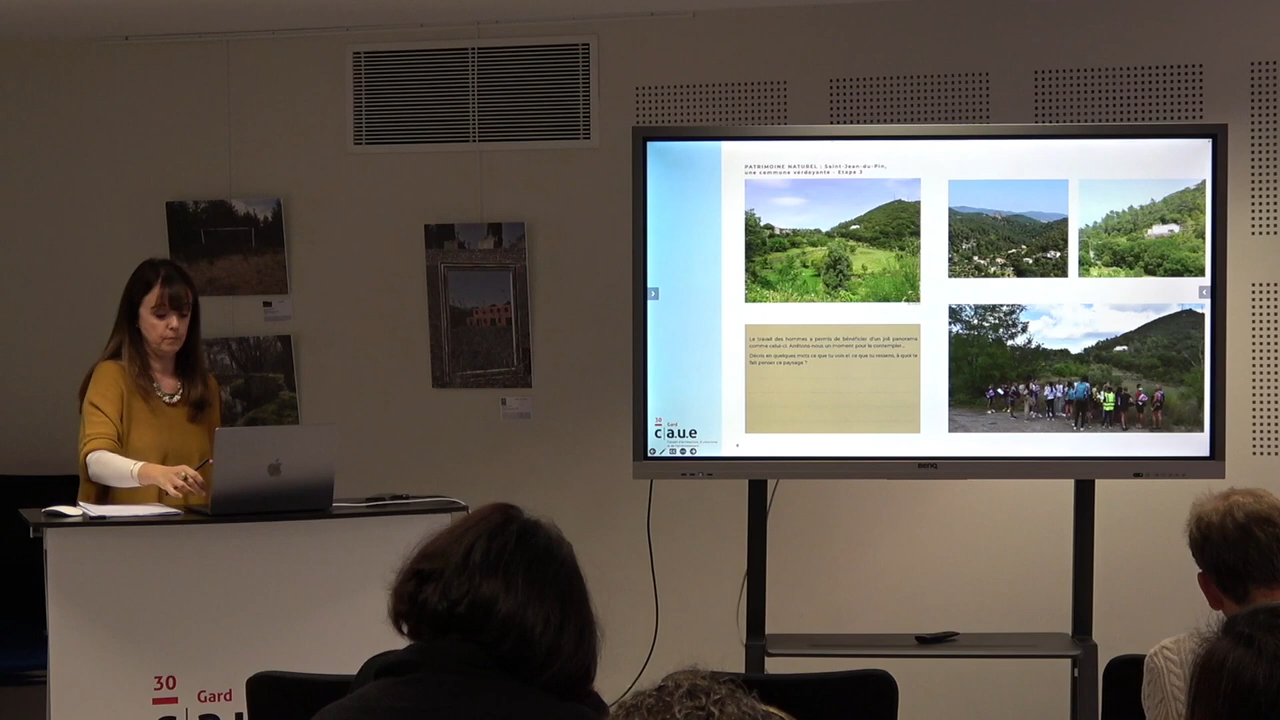 PATRIMOINE NATUREL : Saint-Jean-du-Pin,
une commune verdoyante - Etape 3
Le travail des hommes a permis de bénéficier d'un joli panorama
comme celui-ci. Arrêtons-nous un moment pour le contempler...
Décris en quelques mots ce que tu vois et ce que tu ressens, à quoi te
fait penser ce paysage ?
30
Gard
c|a.u.e
BenQ
30
Gard